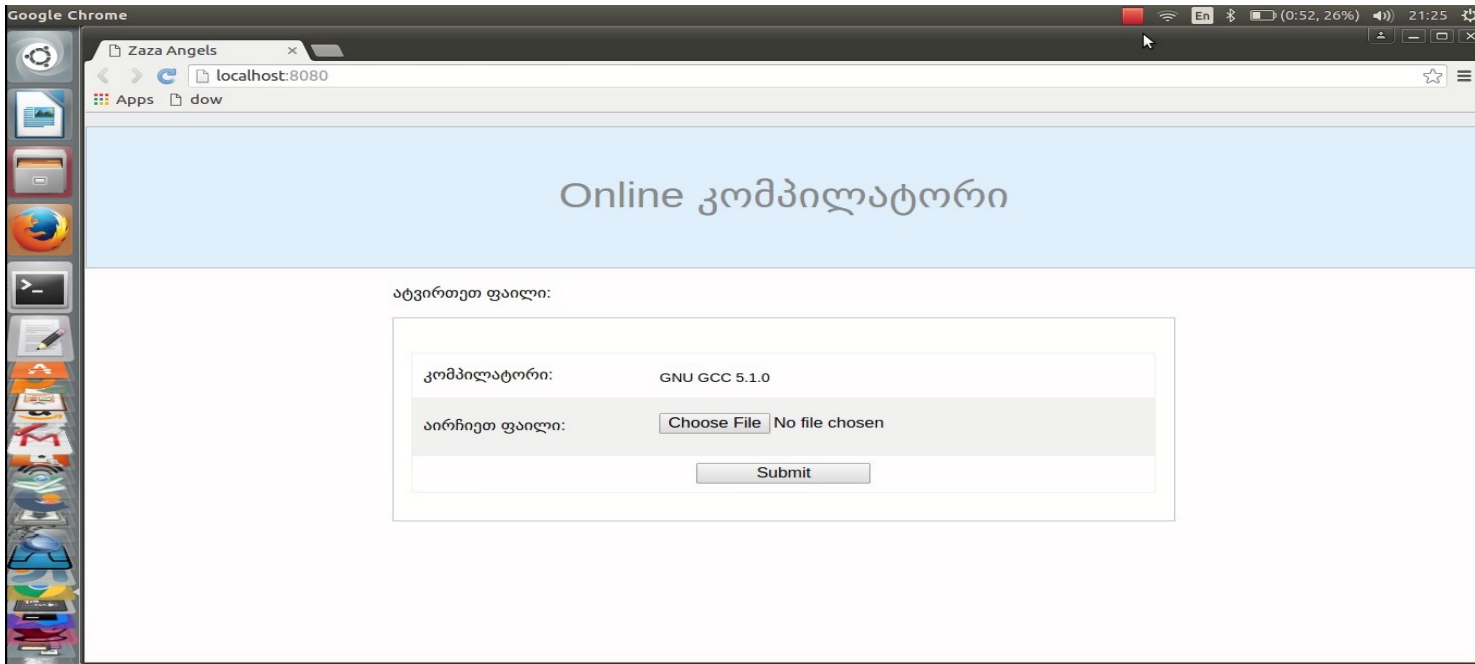 Google Chrome
En (0:52, 26%) 21:25
Zaza Angels
localhost:8080
Apps dow
Online კომპილატორი
ატვირთეთ ფაილი:
კომპილატორი: GNU GCC 5.1.0
აირჩიეთ ფაილი: Choose File No file chosen
Submit